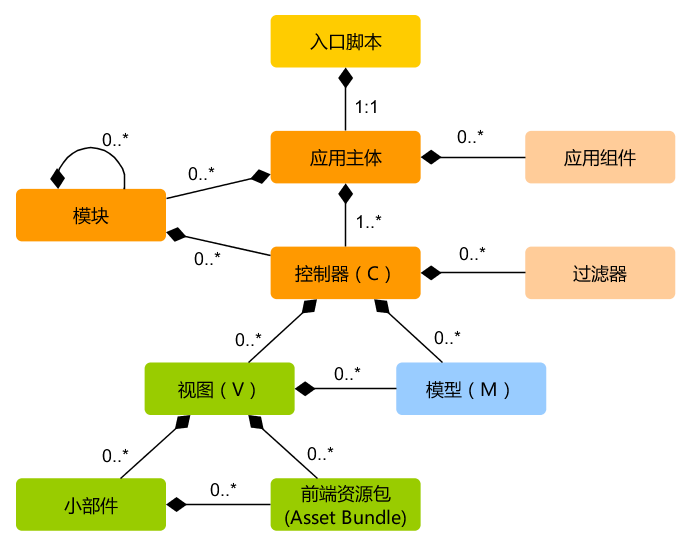 入口脚本
1:1
0..*
应用主体
0..*
应用组件
0..*
模块
1..*
0..*
控制器（C）
0..*
过滤器
0..*
0..*
视图（V）
0..*
模型（M）
0..*
0..*
小部件
0..*
前端资源包
(Asset Bundle)